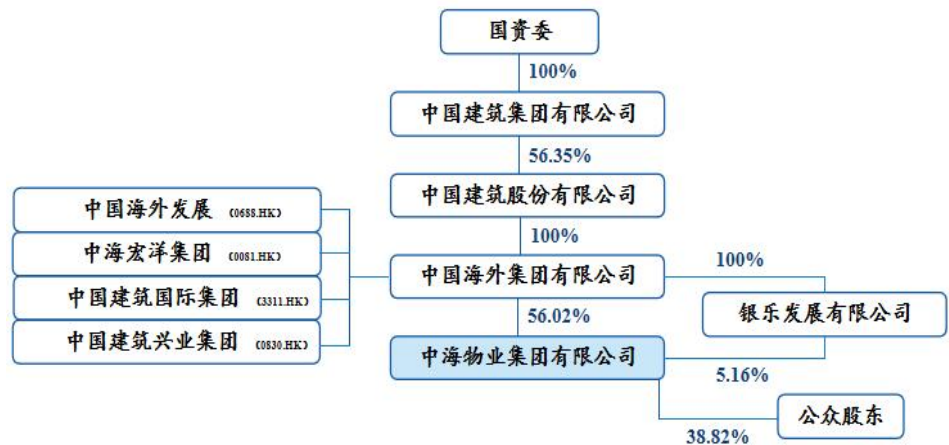 国资委
100%
中国建筑集团有限公司
56.35%
中国建筑股份有限公司
100%
中国海外发展 (0688.HK)
中海宏洋集团 (0081.HK)
中国建筑国际集团 (3311.HK)
中国建筑兴业集团 (0830.HK)
中国海外集团有限公司
100%
银乐发展有限公司
56.02%
中海物业集团有限公司
5.16%
公众股东
38.82%